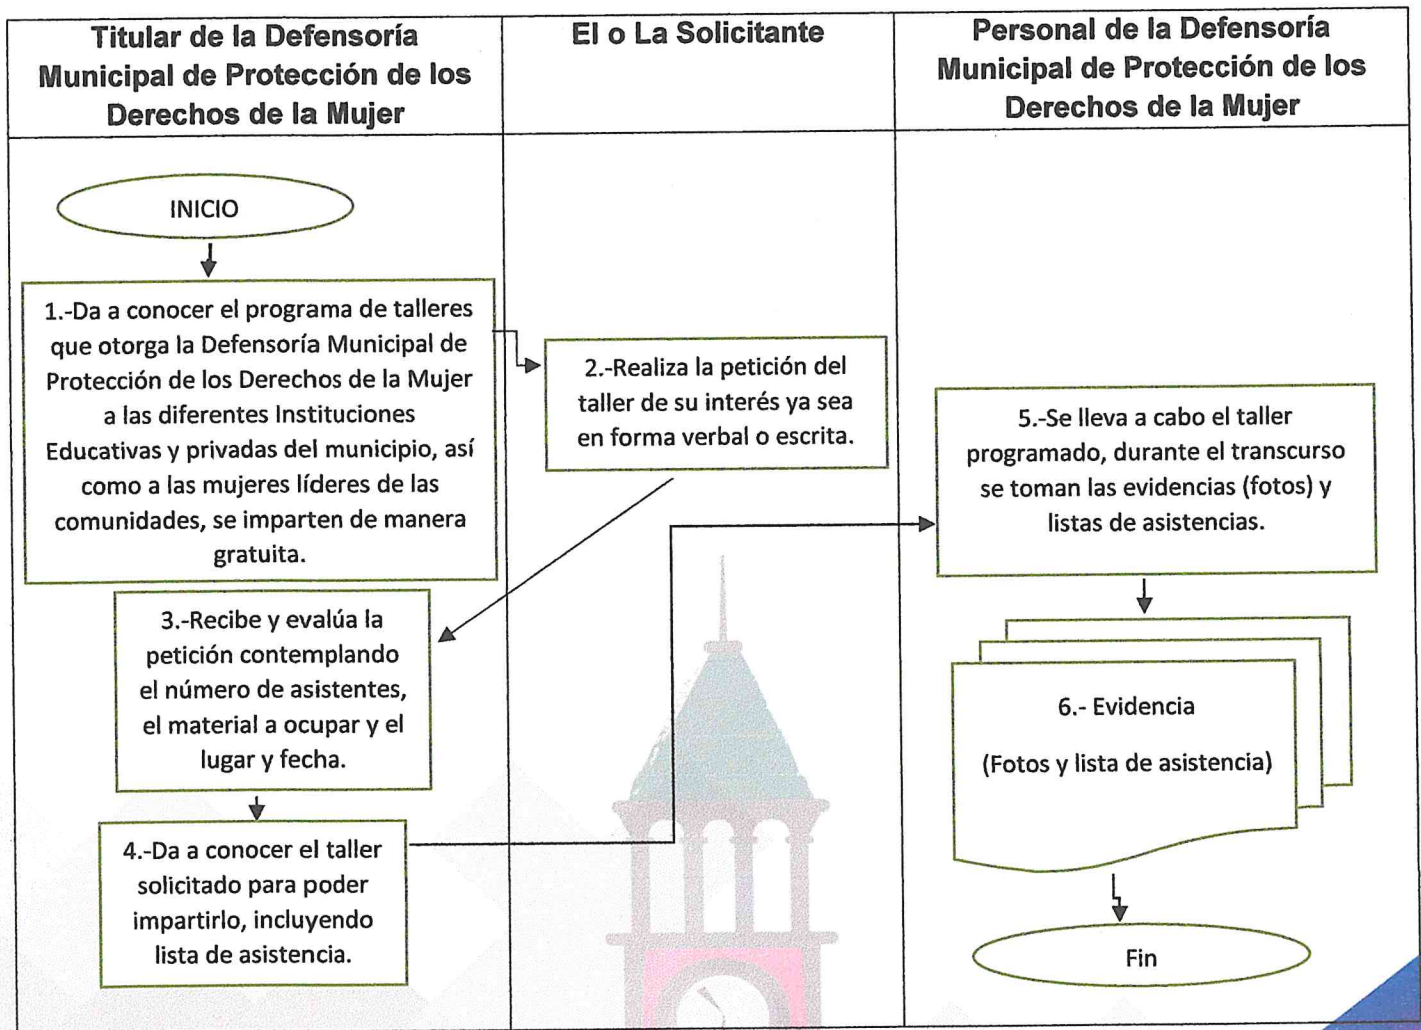 Titular de la Defensoría
Municipal de Protección de los
Derechos de la Mujer
El o La Solicitante
Personal de la Defensoría
Municipal de Protección de los
Derechos de la Mujer
INICIO
1.-Da a conocer el programa de talleres
que otorga la Defensoría Municipal de
Protección de los Derechos de la Mujer
a las diferentes Instituciones
Educativas y privadas del municipio, así
como a las mujeres líderes de las
comunidades, se imparten de manera
gratuita.
2.-Realiza la petición del
taller de su interés ya sea
en forma verbal o escrita.
3.-Recibe y evalúa la
petición contemplando
el número de asistentes,
el material a ocupar y el
lugar y fecha.
4.-Da a conocer el taller
solicitado para poder
impartirlo, incluyendo
lista de asistencia.
5.-Se lleva a cabo el taller
programado, durante el transcurso
se toman las evidencias (fotos) y
listas de asistencias.
6.- Evidencia
(Fotos y lista de asistencia)
Fin